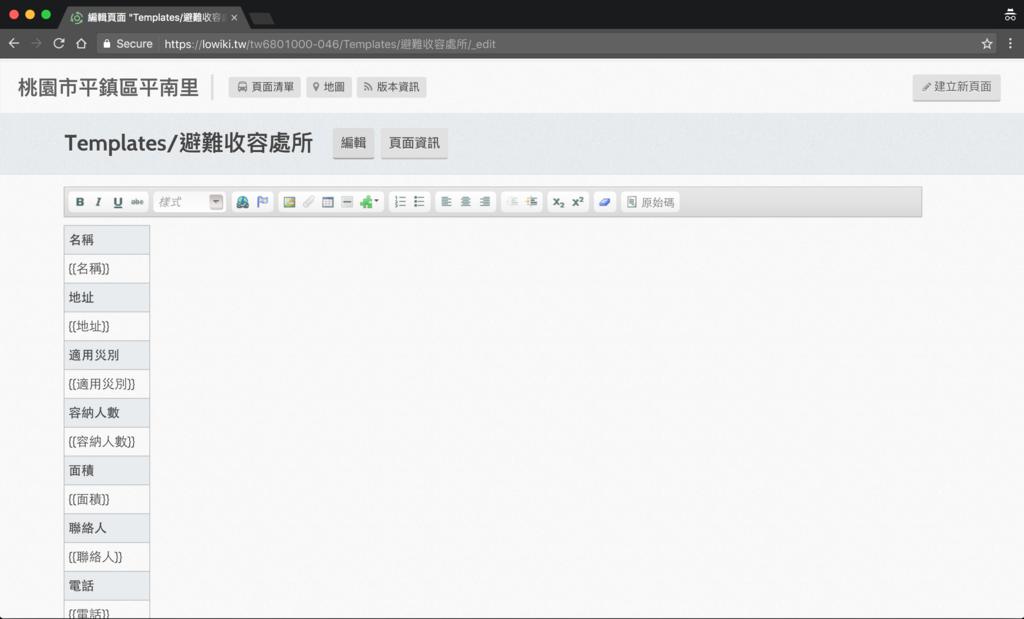 編輯頁面 "Templates/避難收容
Secure https://lowiki.tw/tw6801000-046/Templates/避難收容處所/_edit
桃園市平鎮區平南里 頁面清單 地圖 版本資訊 建立新頁面
Templates/避難收容處所 編輯 頁面資訊
B I U abc 樣式 X₂ X² 原始碼
名稱
{{名稱}}
地址
{{地址}}
適用災別
{{適用災別}}
容納人數
{{容納人數}}
面積
{{面積}}
聯絡人
{{聯絡人}}
電話
{{電話}}